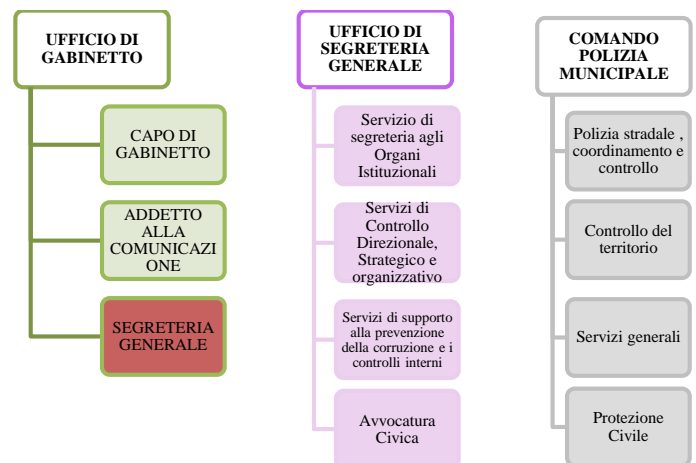 UFFICIO DI
GABINETTO
CAPO DI
GABINETTO
ADDETTO
ALLA
COMUNICAZI
ONE
SEGRETERIA
GENERALE
UFFICIO DI
SEGRETERIA
GENERALE
Servizio di
segreteria agli
Organi
Istituzionali
Servizi di
Controllo
Direzionale,
Strategico e
organizzativo
Servizi di supporto
alla prevenzione
della corruzione e i
controlli interni
Avvocatura
Civica
COMANDO
POLIZIA
MUNICIPALE
Polizia stradale ,
coordinamento e
controllo
Controllo del
territorio
Servizi generali
Protezione
Civile